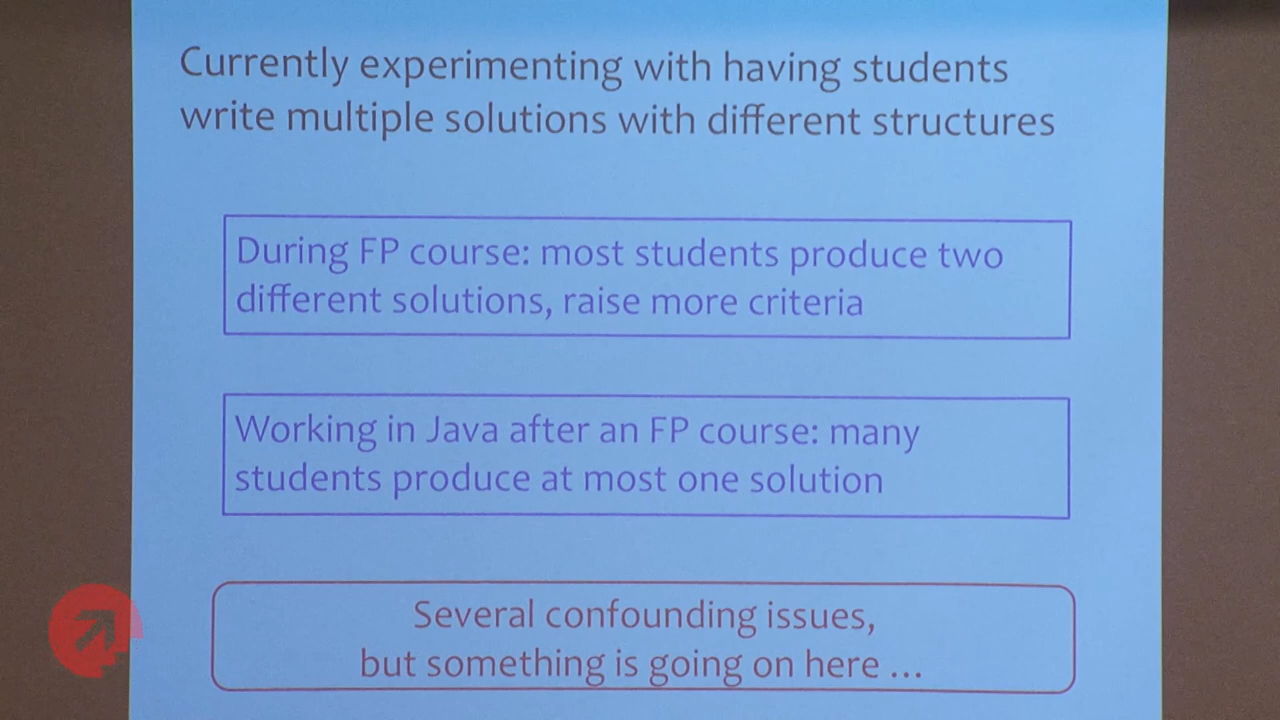 Currently experimenting with having students
write multiple solutions with different structures
During FP course: most students produce two
different solutions, raise more criteria
Working in Java after an FP course: many
students produce at most one solution
Several confounding issues,
but something is going on here ...